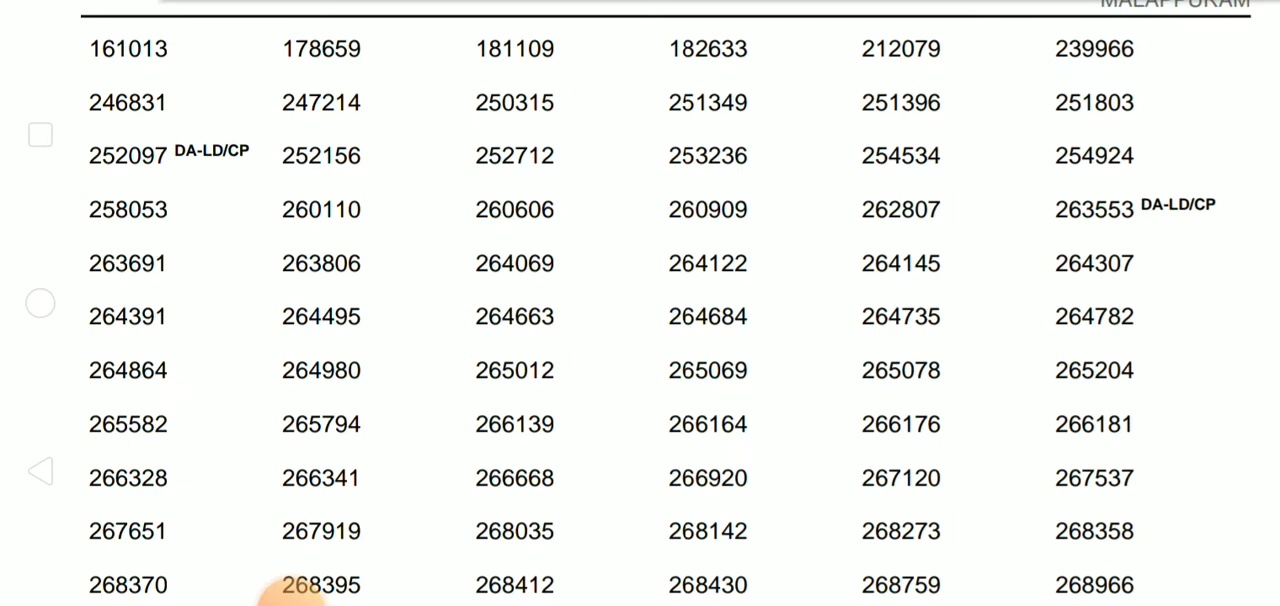 MALAPPURAM
161013 178659 181109 182633 212079 239966
246831 247214 250315 251349 251396 251803
252097 DA-LD/CP 252156 252712 253236 254534 254924
258053 260110 260606 260909 262807 263553 DA-LD/CP
263691 263806 264069 264122 264145 264307
264391 264495 264663 264684 264735 264782
264864 264980 265012 265069 265078 265204
265582 265794 266139 266164 266176 266181
266328 266341 266668 266920 267120 267537
267651 267919 268035 268142 268273 268358
268370 268395 268412 268430 268759 268966